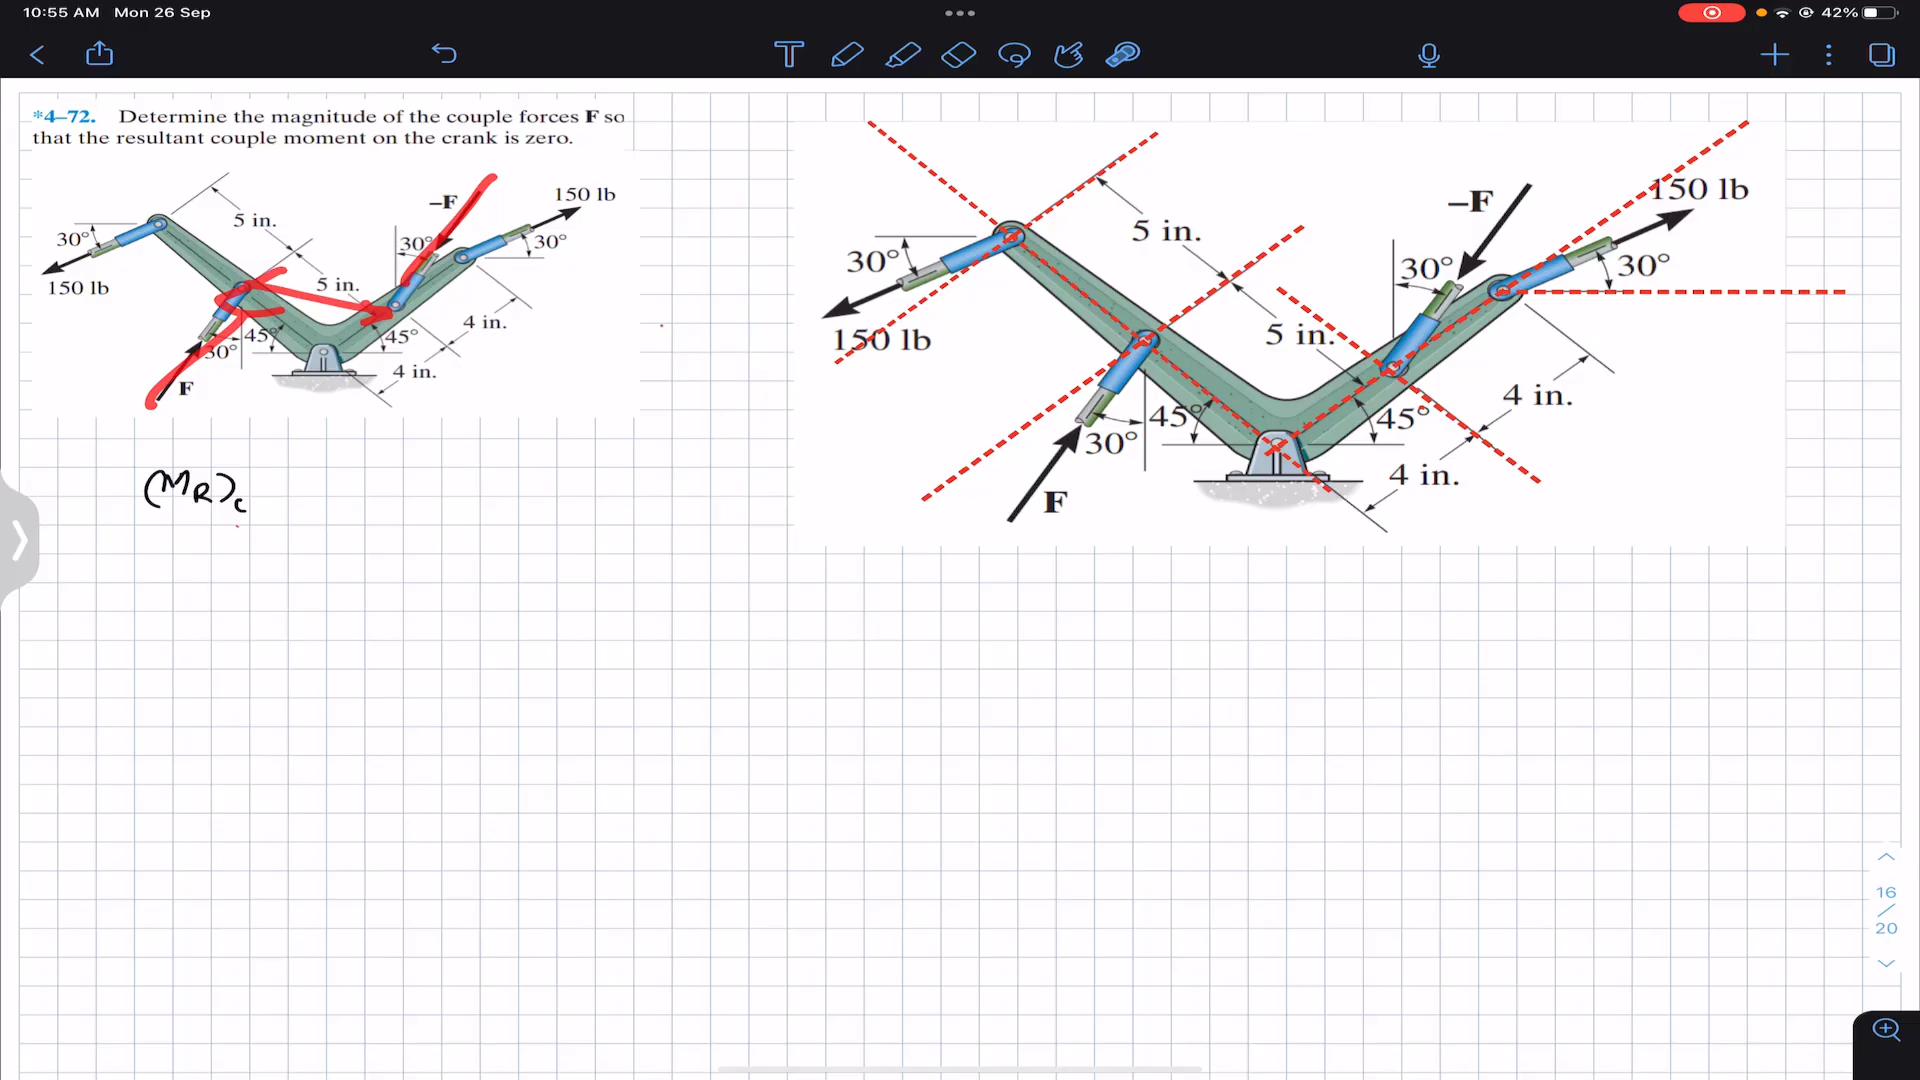 10:55 AM Mon 26 Sep
42%
*4–72. Determine the magnitude of the couple forces F so
that the resultant couple moment on the crank is zero.
150 lb
–F
5 in.
30°
30°
30°
150 lb
5 in.
4 in.
45°
45°
30°
4 in.
F
(MR)c
150 lb
–F
5 in.
30°
30°
30°
150 lb
5 in.
4 in.
45°
45°
30°
4 in.
F
16
/
20